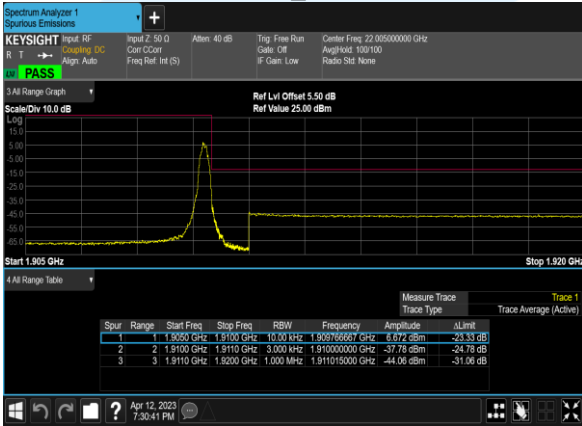 Spectrum Analyzer 1
Spurious Emissions
KEYSIGHT Input: RF Input Z: 50 Ω Atten: 40 dB Trig: Free Run Center Freq: 22.005000000 GHz
R T Coupling: DC Corr CCorr Gate: Off Avg|Hold: 100/100
Align: Auto Freq Ref: Int (S) IF Gain: Low Radio Std: None
PASS
3 All Range Graph
Ref Lvl Offset 5.50 dB
Scale/Div 10.0 dB Ref Value 25.00 dBm
Log
15.0
5.00
-5.00
-15.0
-25.0
-35.0
-45.0
-55.0
-65.0
Start 1.905 GHz Stop 1.920 GHz
4 All Range Table
Measure Trace Trace 1
Trace Type Trace Average (Active)
Spur Range Start Freq Stop Freq RBW Frequency Amplitude ΔLimit
1 1 1.9050 GHz 1.9100 GHz 10.00 kHz 1.909766667 GHz 6.672 dBm -23.33 dB
2 2 1.9100 GHz 1.9110 GHz 3.000 kHz 1.910000000 GHz -37.78 dBm -24.78 dB
3 3 1.9110 GHz 1.9200 GHz 1.000 MHz 1.911015000 GHz -44.06 dBm -31.06 dB
? Apr 12, 2023
7:30:41 PM